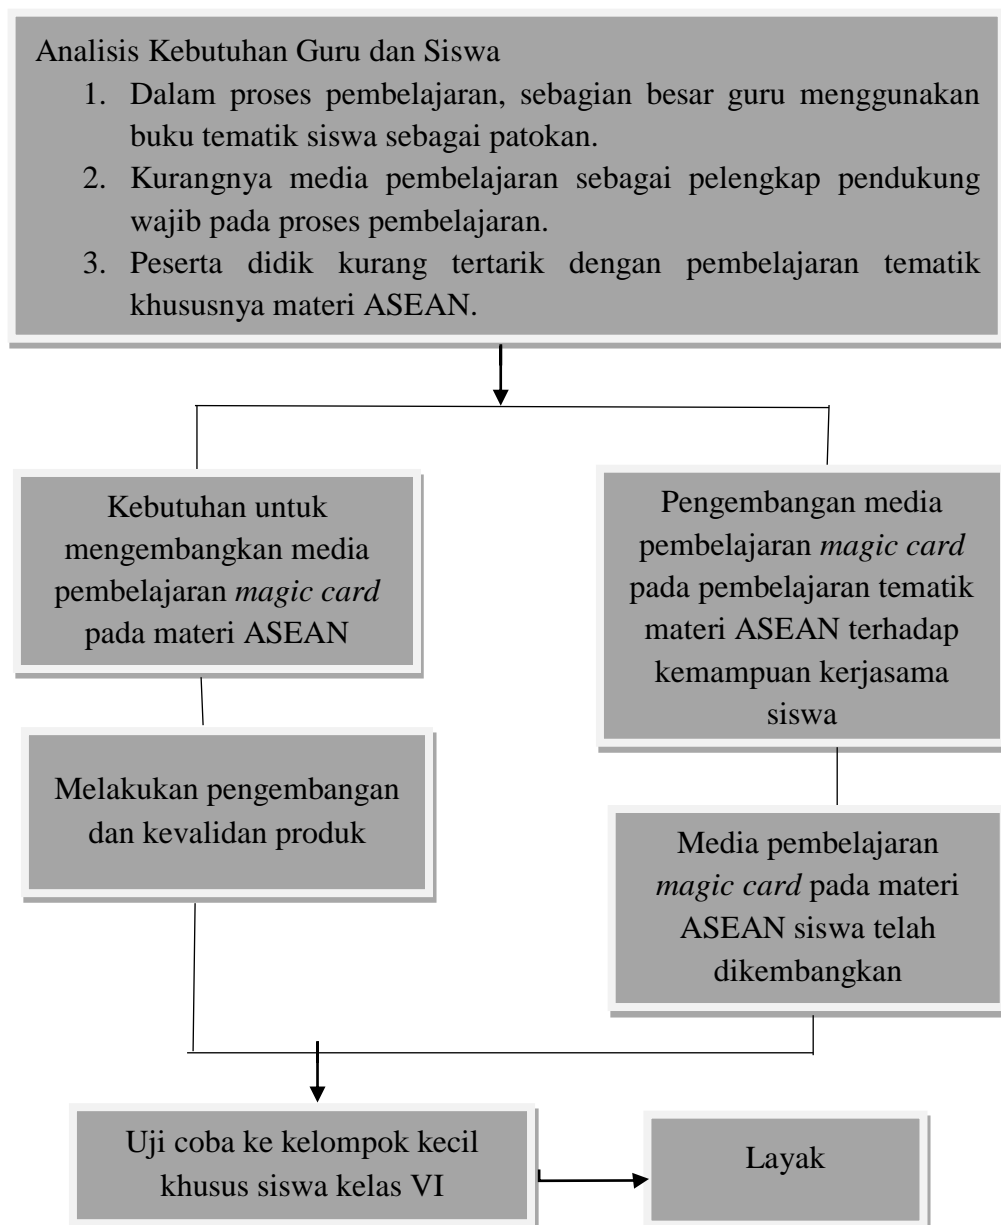 Analisis Kebutuhan Guru dan Siswa
1. Dalam proses pembelajaran, sebagian besar guru menggunakan
buku tematik siswa sebagai patokan.
2. Kurangnya media pembelajaran sebagai pelengkap pendukung
wajib pada proses pembelajaran.
3. Peserta didik kurang tertarik dengan pembelajaran tematik
khususnya materi ASEAN.
Kebutuhan untuk
mengembangkan media
pembelajaran magic card
pada materi ASEAN
Pengembangan media
pembelajaran magic card
pada pembelajaran tematik
materi ASEAN terhadap
kemampuan kerjasama
siswa
Melakukan pengembangan
dan kevalidan produk
Media pembelajaran
magic card pada materi
ASEAN siswa telah
dikembangkan
Uji coba ke kelompok kecil
khusus siswa kelas VI
Layak